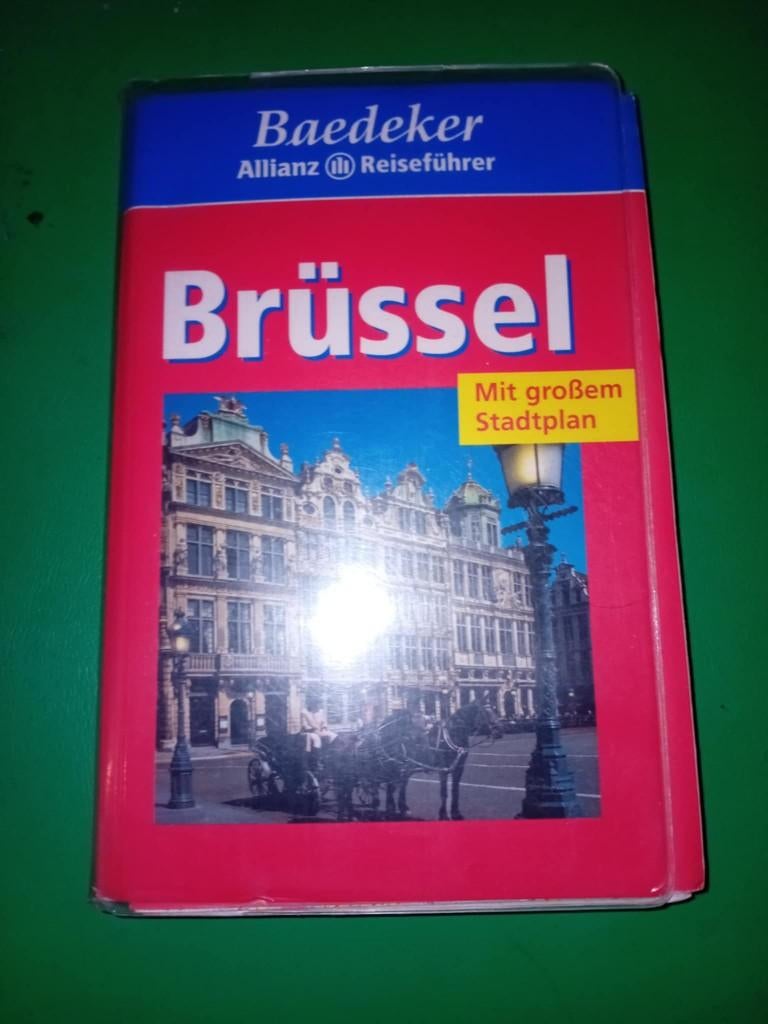 Baedeker
Allianz Reiseführer
Brüssel
Mit großem
Stadtplan